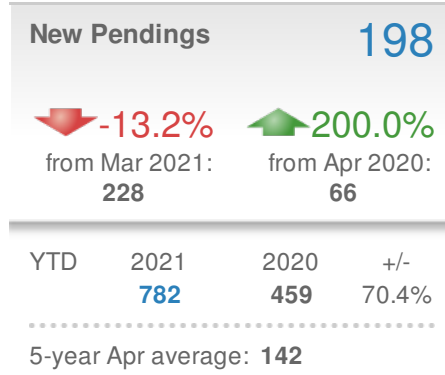 New Pendings 198
-13.2% 200.0%
from Mar 2021: from Apr 2020:
228 66
YTD 2021 2020 +/-
782 459 70.4%
5-year Apr average: 142